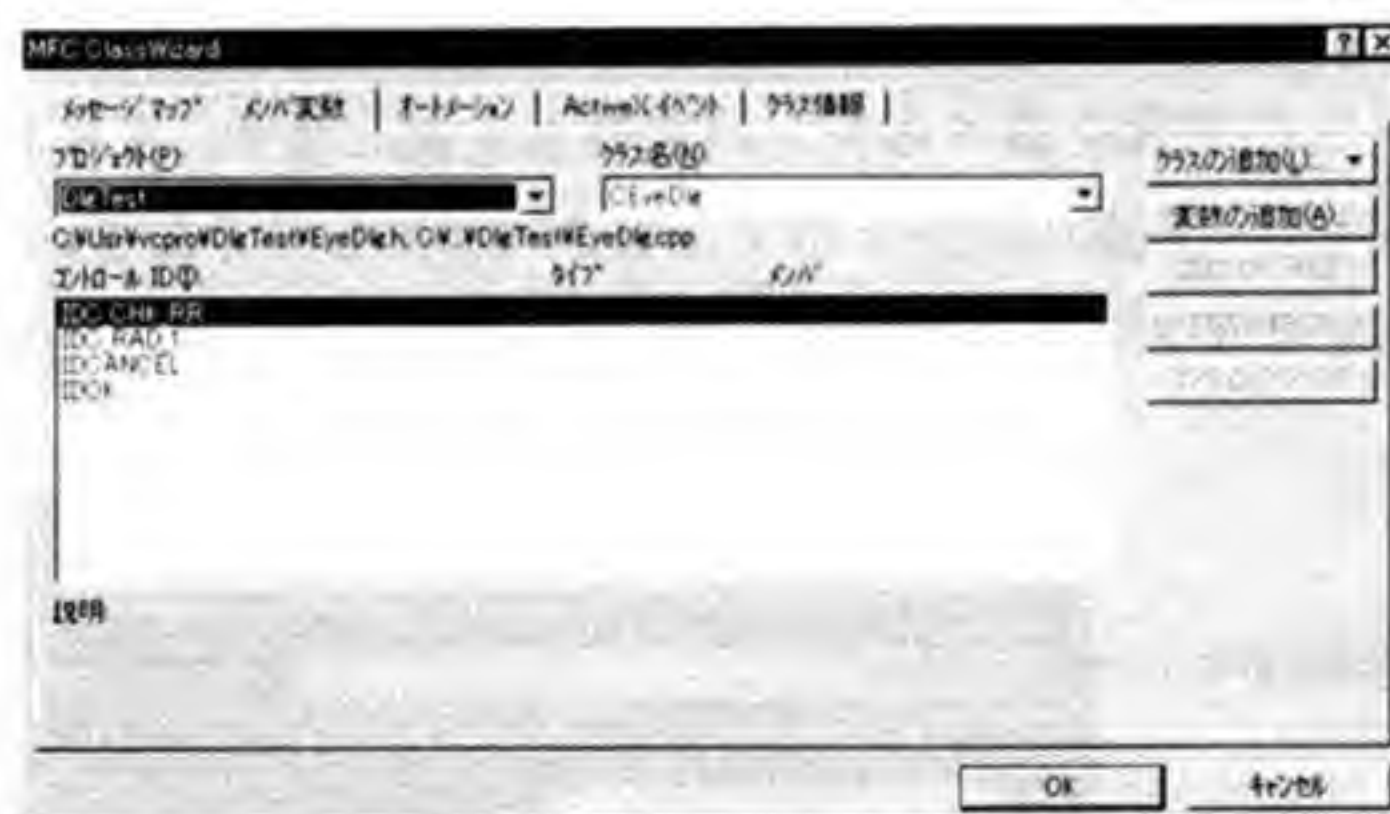 MFC ClassWizard
メッセージ マップ メンバ変数 オートメーション ActiveX イベント クラス情報
プロジェクト(P): クラス名(N):
DlgTest CEyeDlg
C:¥Usr¥vcpro¥DlgTest¥EyeDlg.h, C:¥..¥DlgTest¥EyeDlg.cpp
コントロール ID(I): タイプ メンバ
IDC_CHK_RR
IDC_RAD_1
IDCANCEL
IDOK
クラスの追加(L)...
変数の追加(A)...
説明:
OK キャンセル